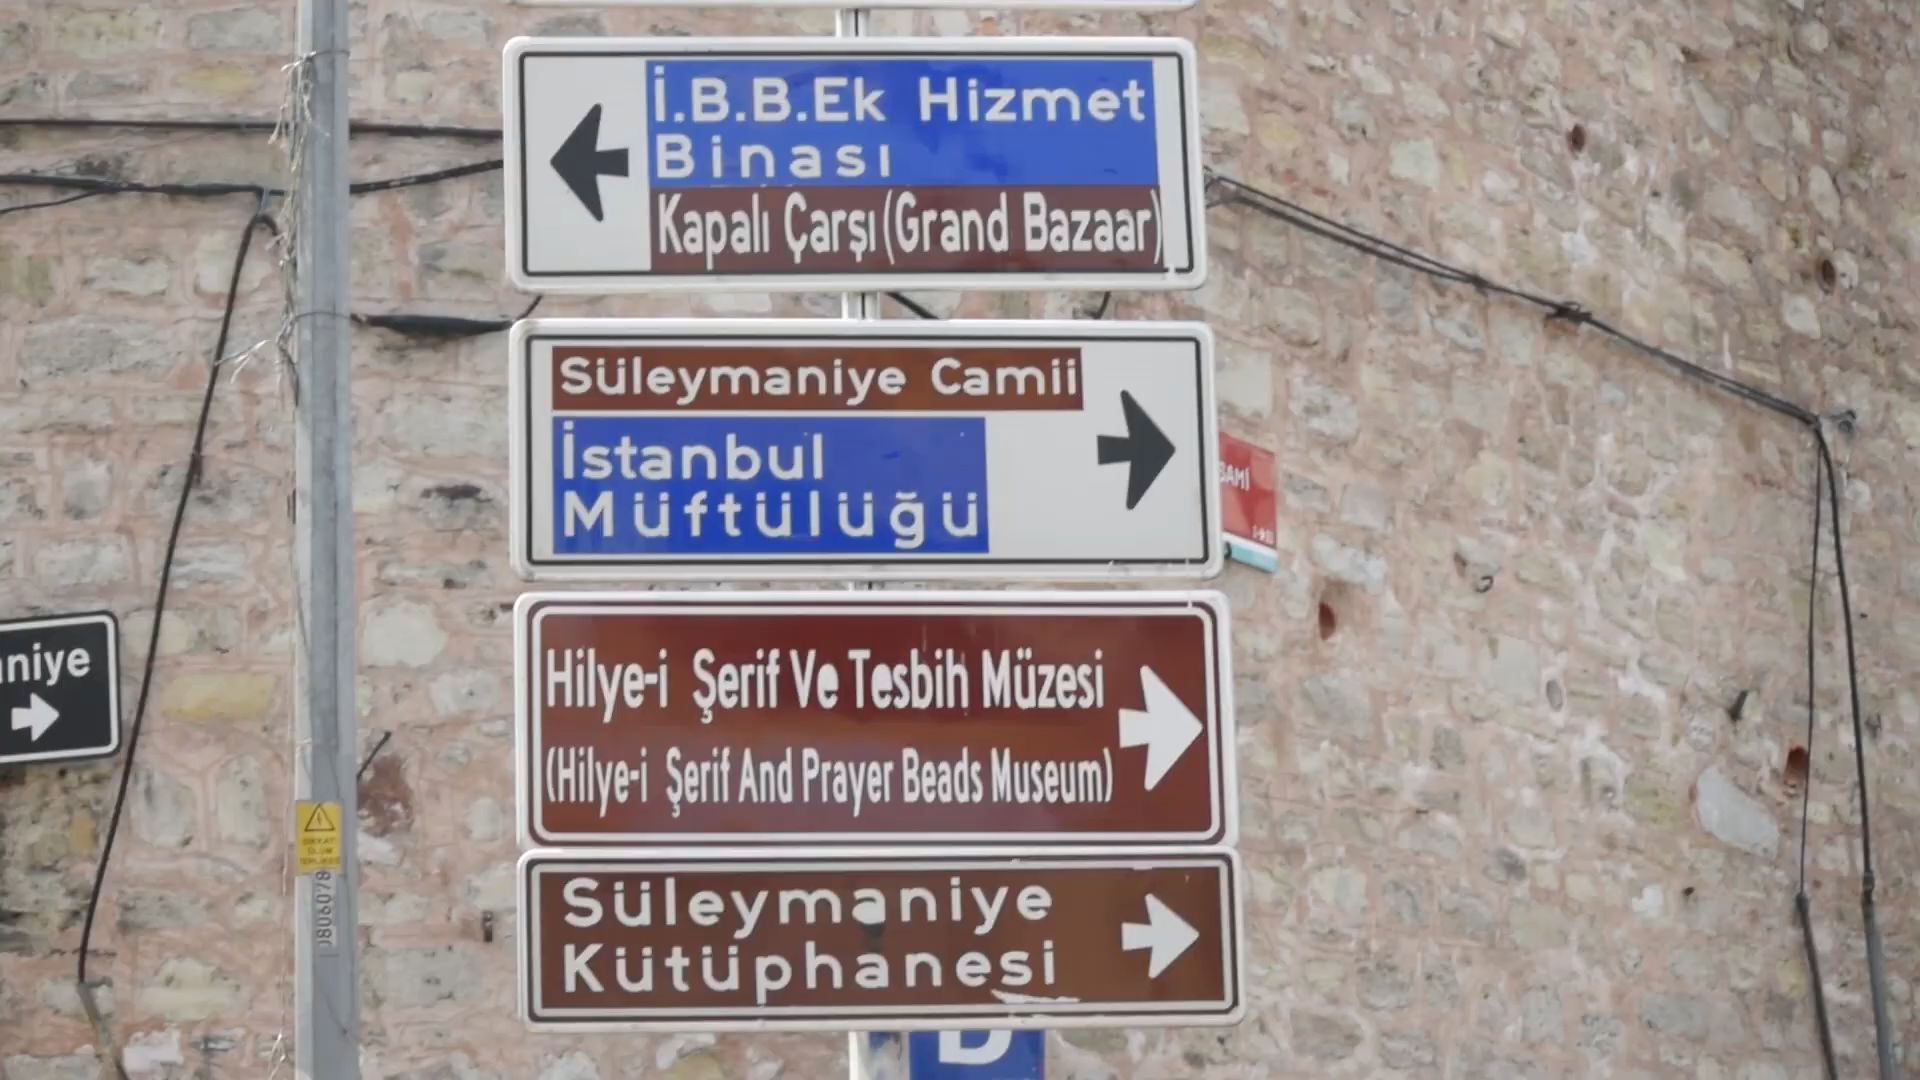 İ.B.B.Ek Hizmet
Binası
Kapalı Çarşı(Grand Bazaar)
Süleymaniye Camii
İstanbul
Müftülüğü
Hilye-i Şerif Ve Tesbih Müzesi
(Hilye-i Şerif And Prayer Beads Museum)
Süleymaniye
Kütüphanesi